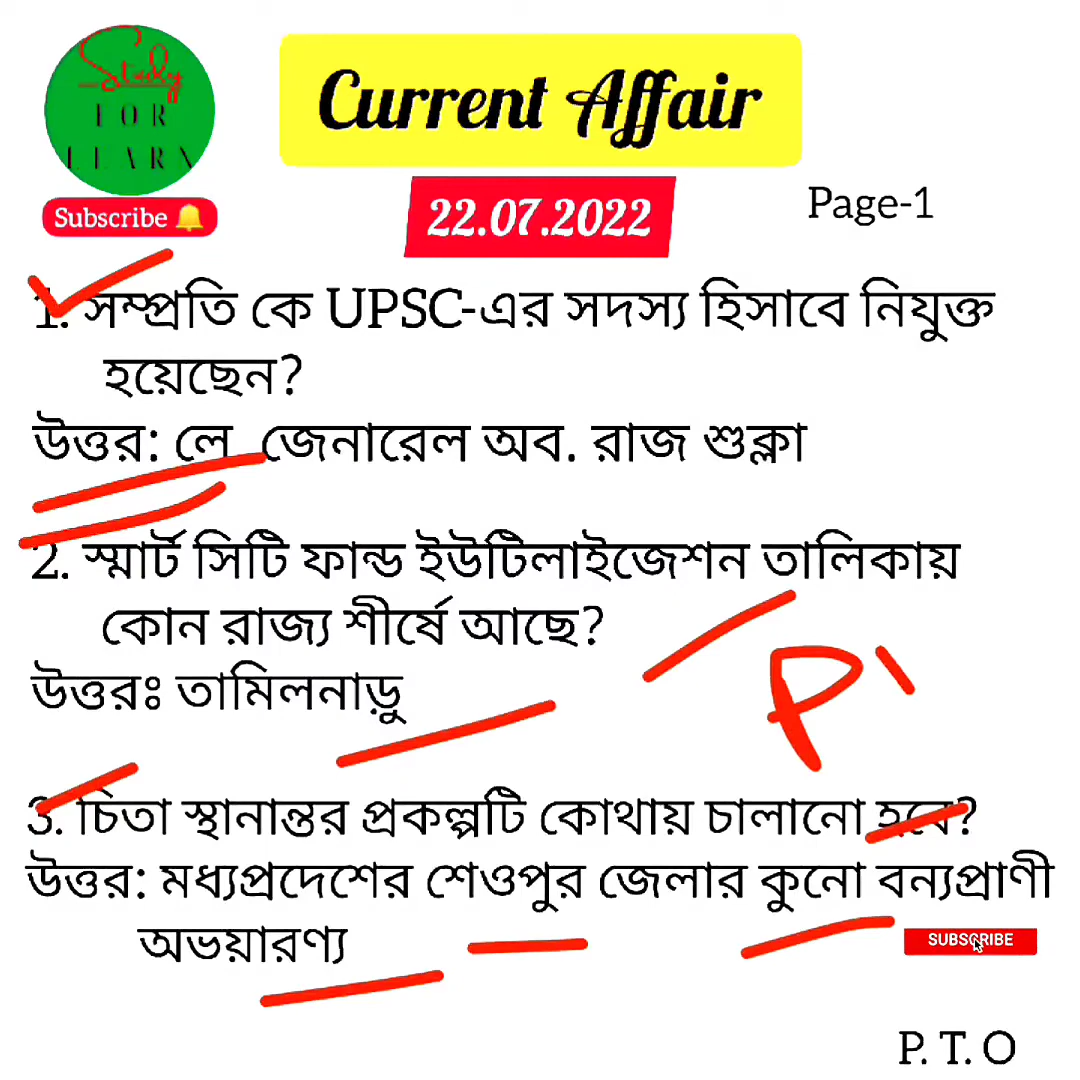 Study
FOR
LEARN
Subscribe
Current Affair
22.07.2022
Page-1
1. সম্প্রতি কে UPSC-এর সদস্য হিসাবে নিযুক্ত
হয়েছেন?
উত্তর: লে জেনারেল অব. রাজ শুক্লা
2. স্মার্ট সিটি ফান্ড ইউটিলাইজেশন তালিকায়
কোন রাজ্য শীর্ষে আছে?
উত্তরঃ তামিলনাড়ু
P
3. চিতা স্থানান্তর প্রকল্পটি কোথায় চালানো হবে?
উত্তর: মধ্যপ্রদেশের শেওপুর জেলার কুনো বন্যপ্রাণী
অভয়ারণ্য
SUBSCRIBE
P. T. O